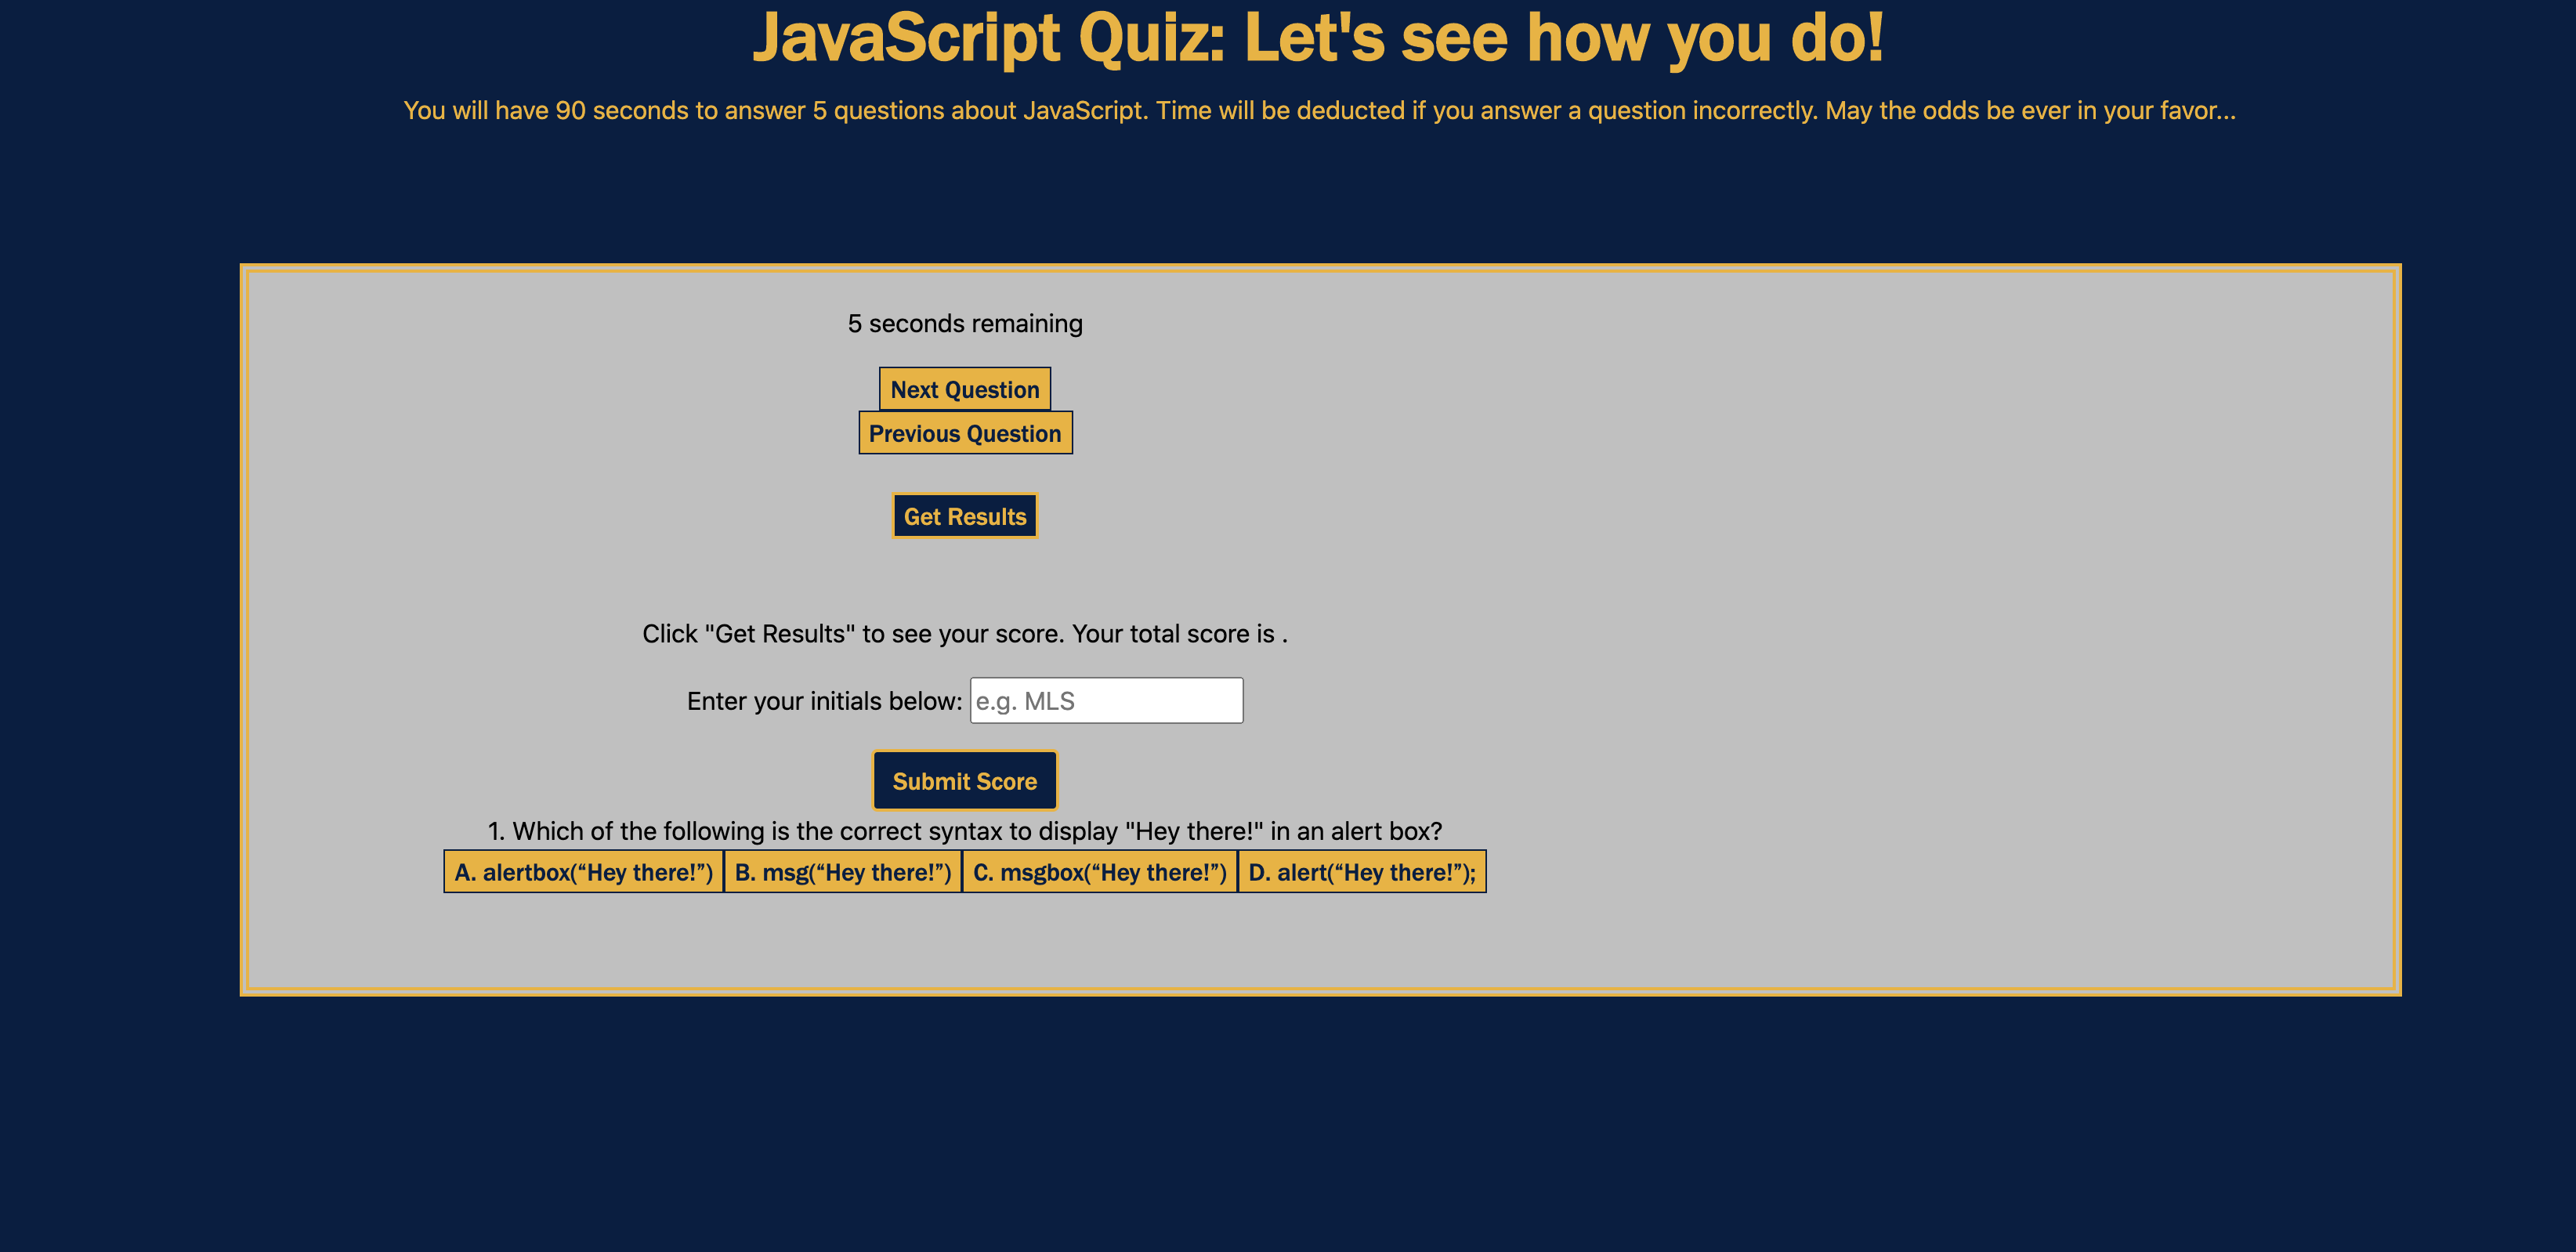 JavaScript Quiz: Let's see how you do!
You will have 90 seconds to answer 5 questions about JavaScript. Time will be deducted if you answer a question incorrectly. May the odds be ever in your favor...
5 seconds remaining
Next Question
Previous Question
Get Results
Click "Get Results" to see your score. Your total score is .
Enter your initials below: e.g. MLS
Submit Score
1. Which of the following is the correct syntax to display "Hey there!" in an alert box?
A. alertbox(“Hey there!”) B. msg(“Hey there!”) C. msgbox(“Hey there!”) D. alert(“Hey there!”);